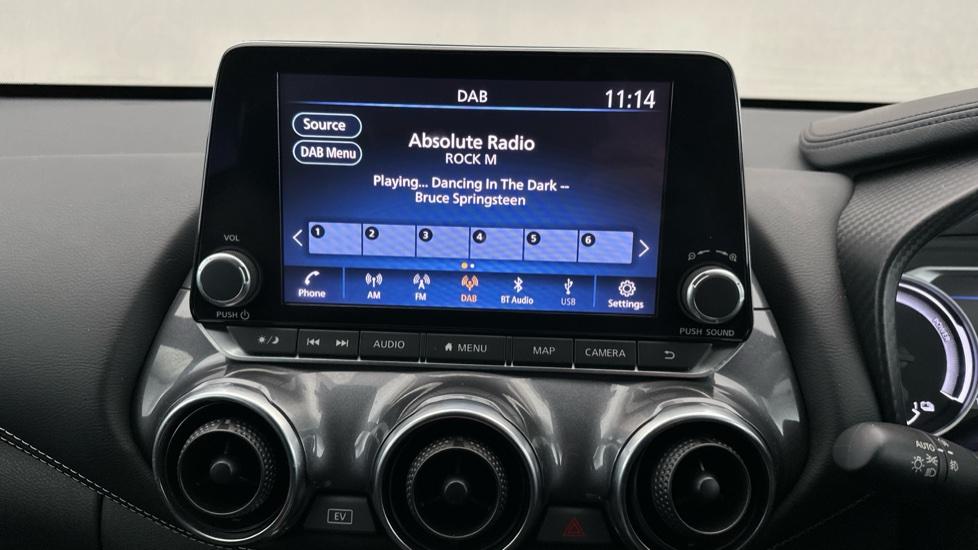 DAB
11:14
Source
DAB Menu
Absolute Radio
ROCK M
Playing... Dancing In The Dark --
Bruce Springsteen
1 2 3 4 5 6
Phone AM FM DAB BT Audio USB Settings
VOL
PUSH
PUSH SOUND
AUDIO MENU MAP CAMERA
EV
AUTO